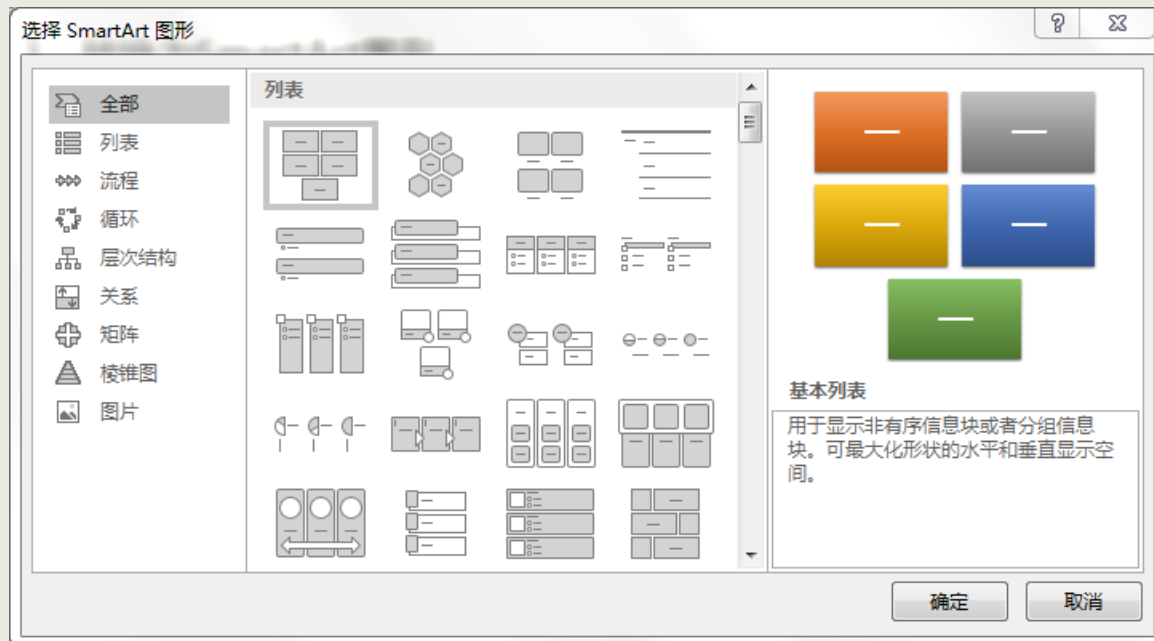 选择 SmartArt 图形
全部
列表
流程
循环
层次结构
关系
矩阵
棱锥图
图片
列表
基本列表
用于显示非有序信息块或者分组信息
块。可最大化形状的水平和垂直显示空
间。
确定
取消